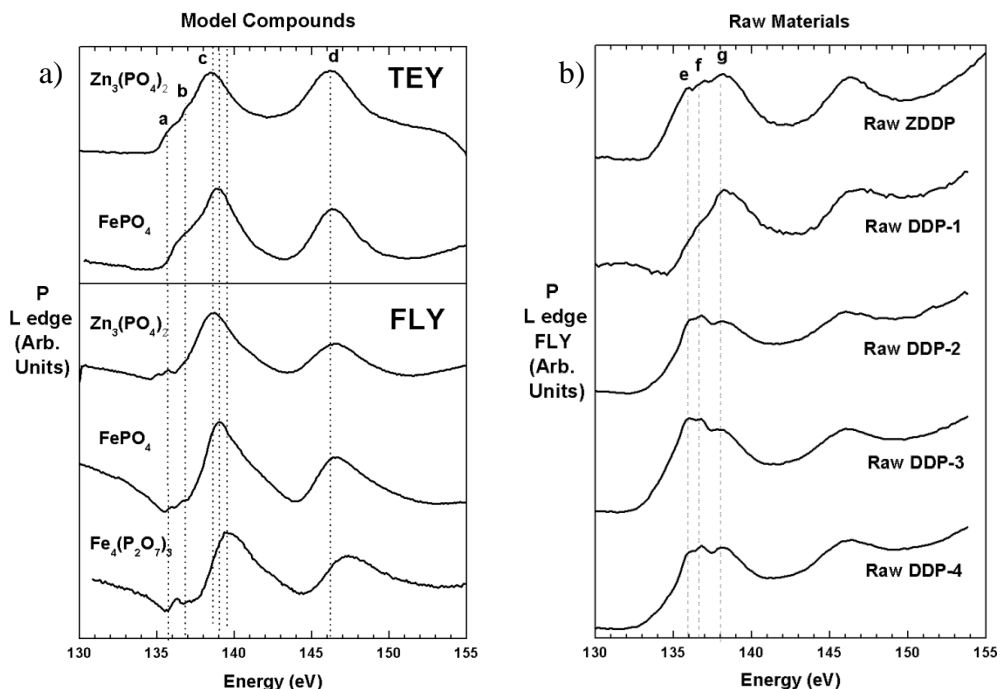 Model Compounds
a)
a
b
c
d
TEY
Zn3(PO4)2
FePO4
FLY
Zn3(PO4)2
FePO4
Fe4(P2O7)3
P
L edge
(Arb.
Units)
130 135 140 145 150 155
Energy (eV)
Raw Materials
b)
e f g
Raw ZDDP
Raw DDP-1
Raw DDP-2
Raw DDP-3
Raw DDP-4
P
L edge
FLY
(Arb.
Units)
130 135 140 145 150 155
Energy (eV)